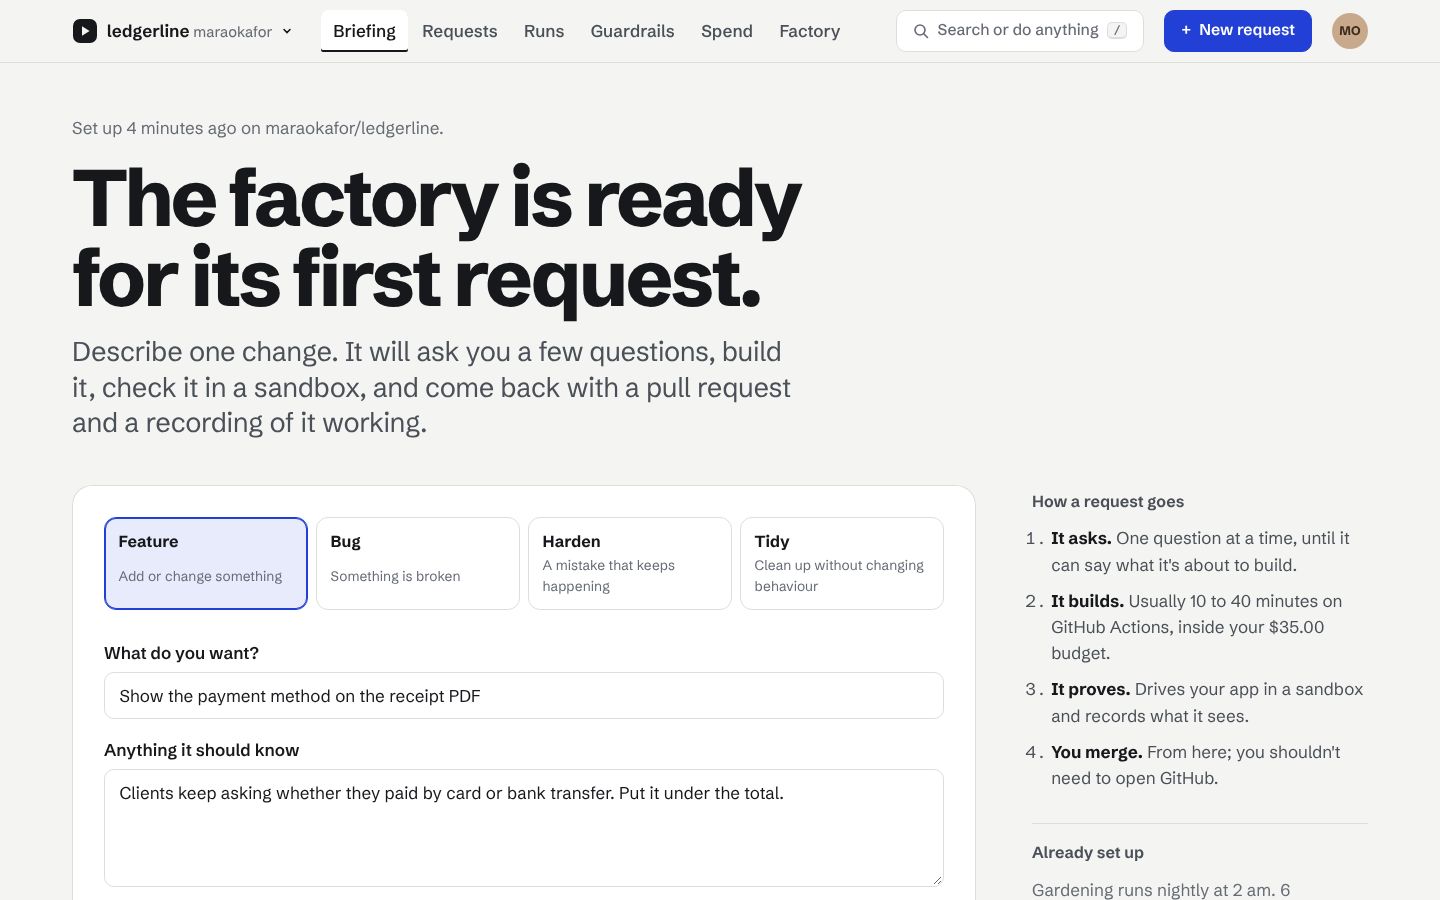 ledgerline maraokafor
Briefing
Requests
Runs
Guardrails
Spend
Factory
Search or do anything /
+ New request
MO
Set up 4 minutes ago on maraokafor/ledgerline.
The factory is ready
for its first request.
Describe one change. It will ask you a few questions, build
it, check it in a sandbox, and come back with a pull request
and a recording of it working.
Feature
Add or change something
Bug
Something is broken
Harden
A mistake that keeps
happening
Tidy
Clean up without changing
behaviour
What do you want?
Show the payment method on the receipt PDF
Anything it should know
Clients keep asking whether they paid by card or bank transfer. Put it under the total.
How a request goes
1. It asks. One question at a time, until it
can say what it's about to build.
2. It builds. Usually 10 to 40 minutes on
GitHub Actions, inside your $35.00
budget.
3. It proves. Drives your app in a sandbox
and records what it sees.
4. You merge. From here; you shouldn't
need to open GitHub.
Already set up
Gardening runs nightly at 2 am. 6